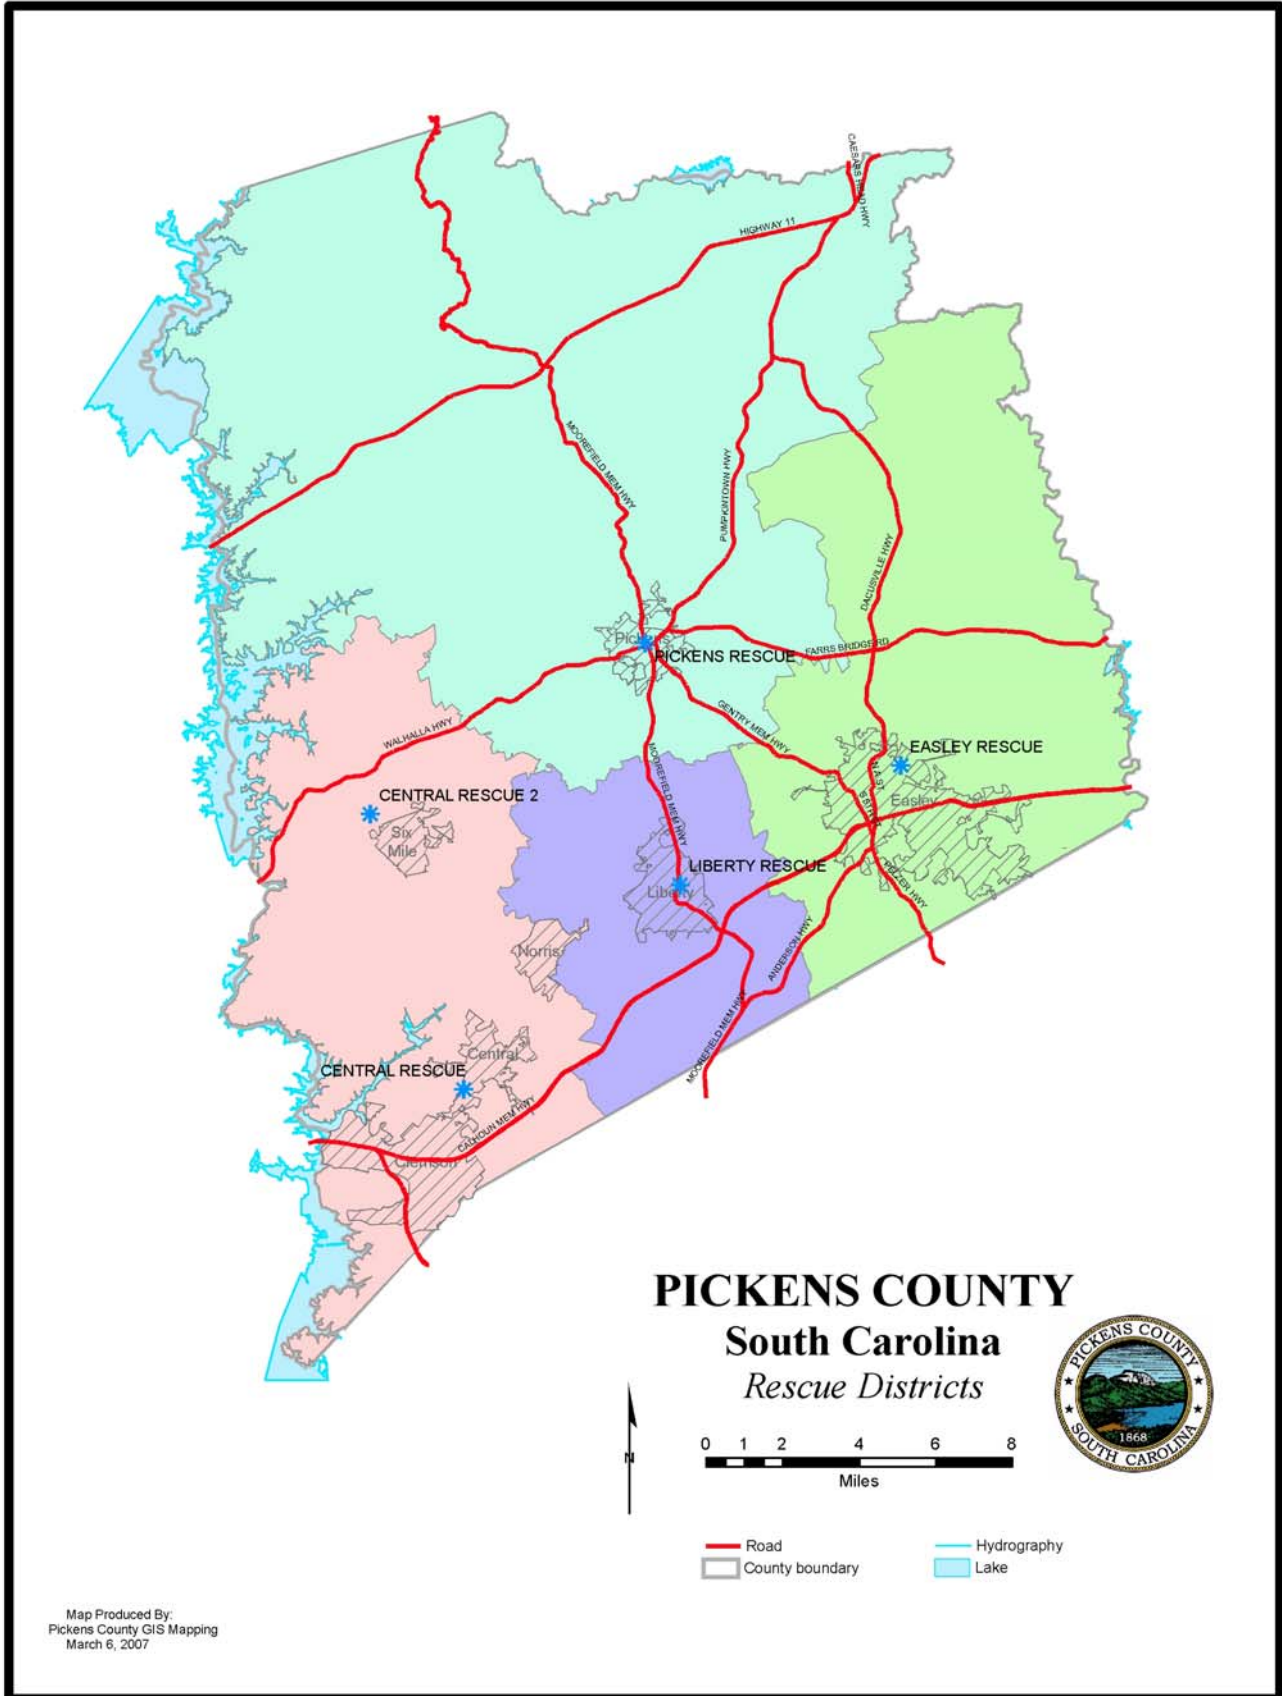 CAESARS HEAD HWY
HIGHWAY 11
MOOREFIELD MEM HWY
PUMPKINTOWN HWY
DACUSVILLE HWY
Pickens
PICKENS RESCUE
FARRS BRIDGE RD
WALHALLA HWY
GENTRY MEM HWY
MOOREFIELD MEM HWY
EASLEY RESCUE
N A ST
Easley
CENTRAL RESCUE 2
Six
Mile
LIBERTY RESCUE
Liberty
PELZER HWY
Norris
ANDERSON HWY
MOOREFIELD MEM HWY
Central
CENTRAL RESCUE
CALHOUN MEM HWY
Clemson
PICKENS COUNTY
South Carolina
Rescue Districts
PICKENS COUNTY
1868
SOUTH CAROLINA
N
0 1 2 4 6 8
Miles
Road
County boundary
Hydrography
Lake
Map Produced By:
Pickens County GIS Mapping
March 6, 2007